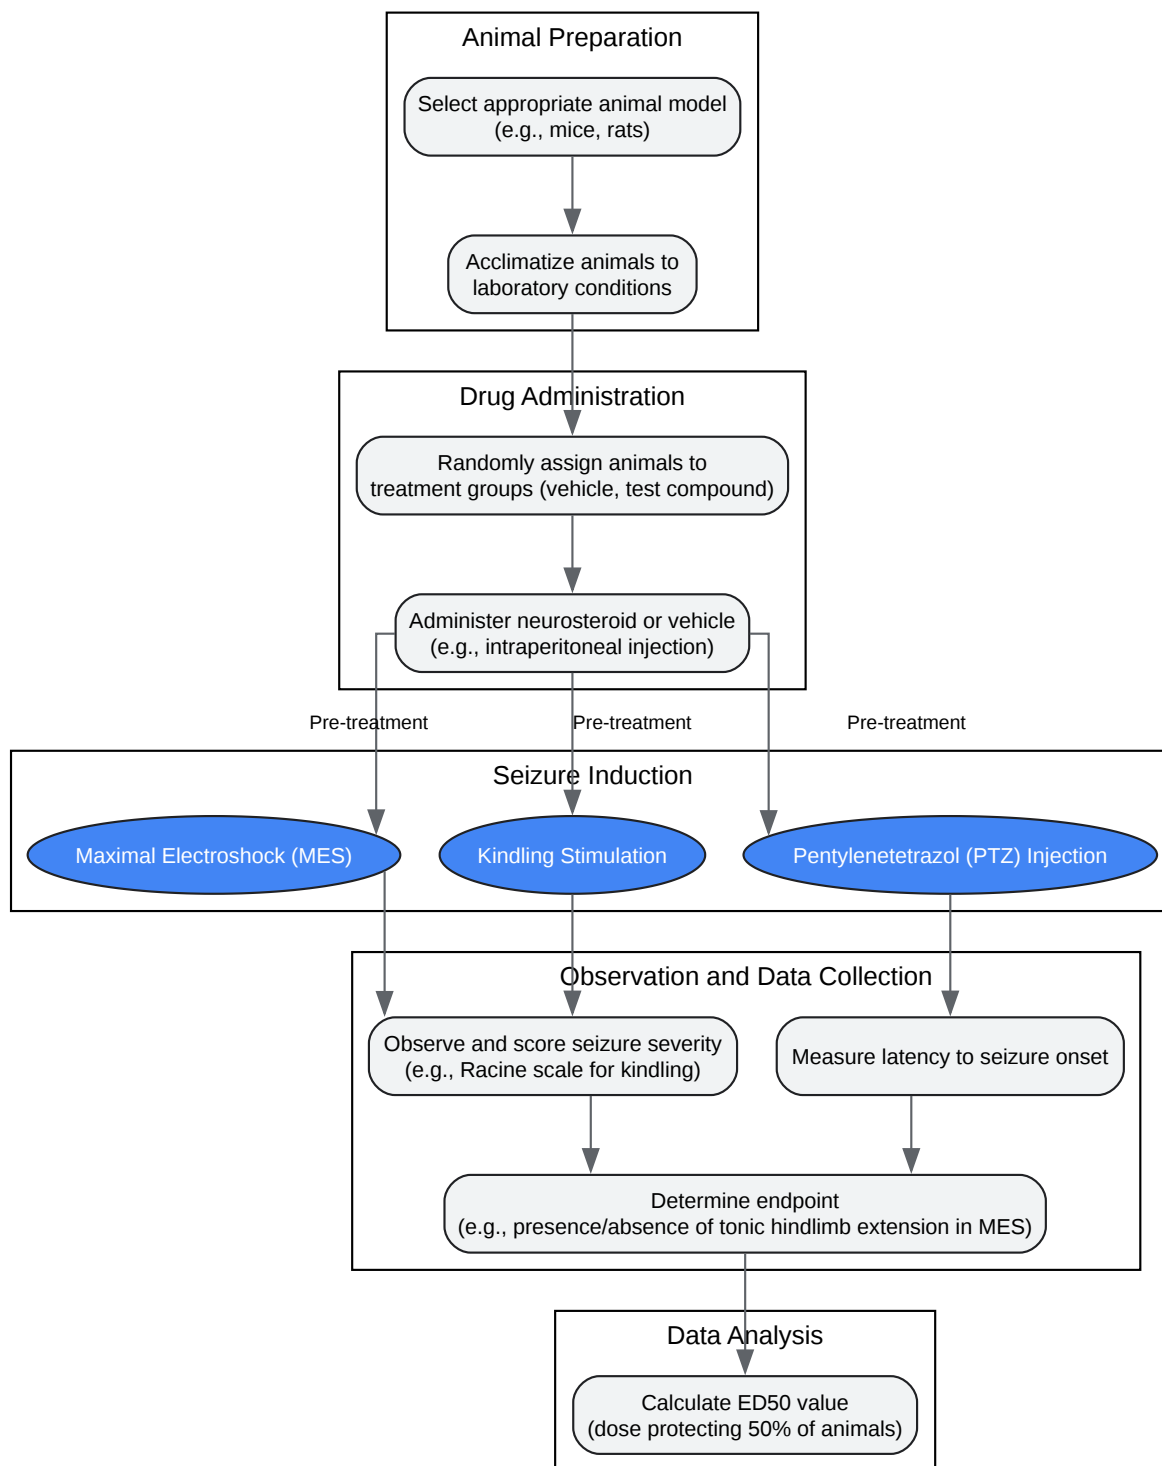 Animal Preparation
Select appropriate animal model
(e.g., mice, rats)
Acclimatize animals to
laboratory conditions
Drug Administration
Randomly assign animals to
treatment groups (vehicle, test compound)
Administer neurosteroid or vehicle
(e.g., intraperitoneal injection)
Pre-treatment
Pre-treatment
Pre-treatment
Seizure Induction
Maximal Electroshock (MES)
Kindling Stimulation
Pentylenetetrazol (PTZ) Injection
Observation and Data Collection
Observe and score seizure severity
(e.g., Racine scale for kindling)
Measure latency to seizure onset
Determine endpoint
(e.g., presence/absence of tonic hindlimb extension in MES)
Data Analysis
Calculate ED50 value
(dose protecting 50% of animals)